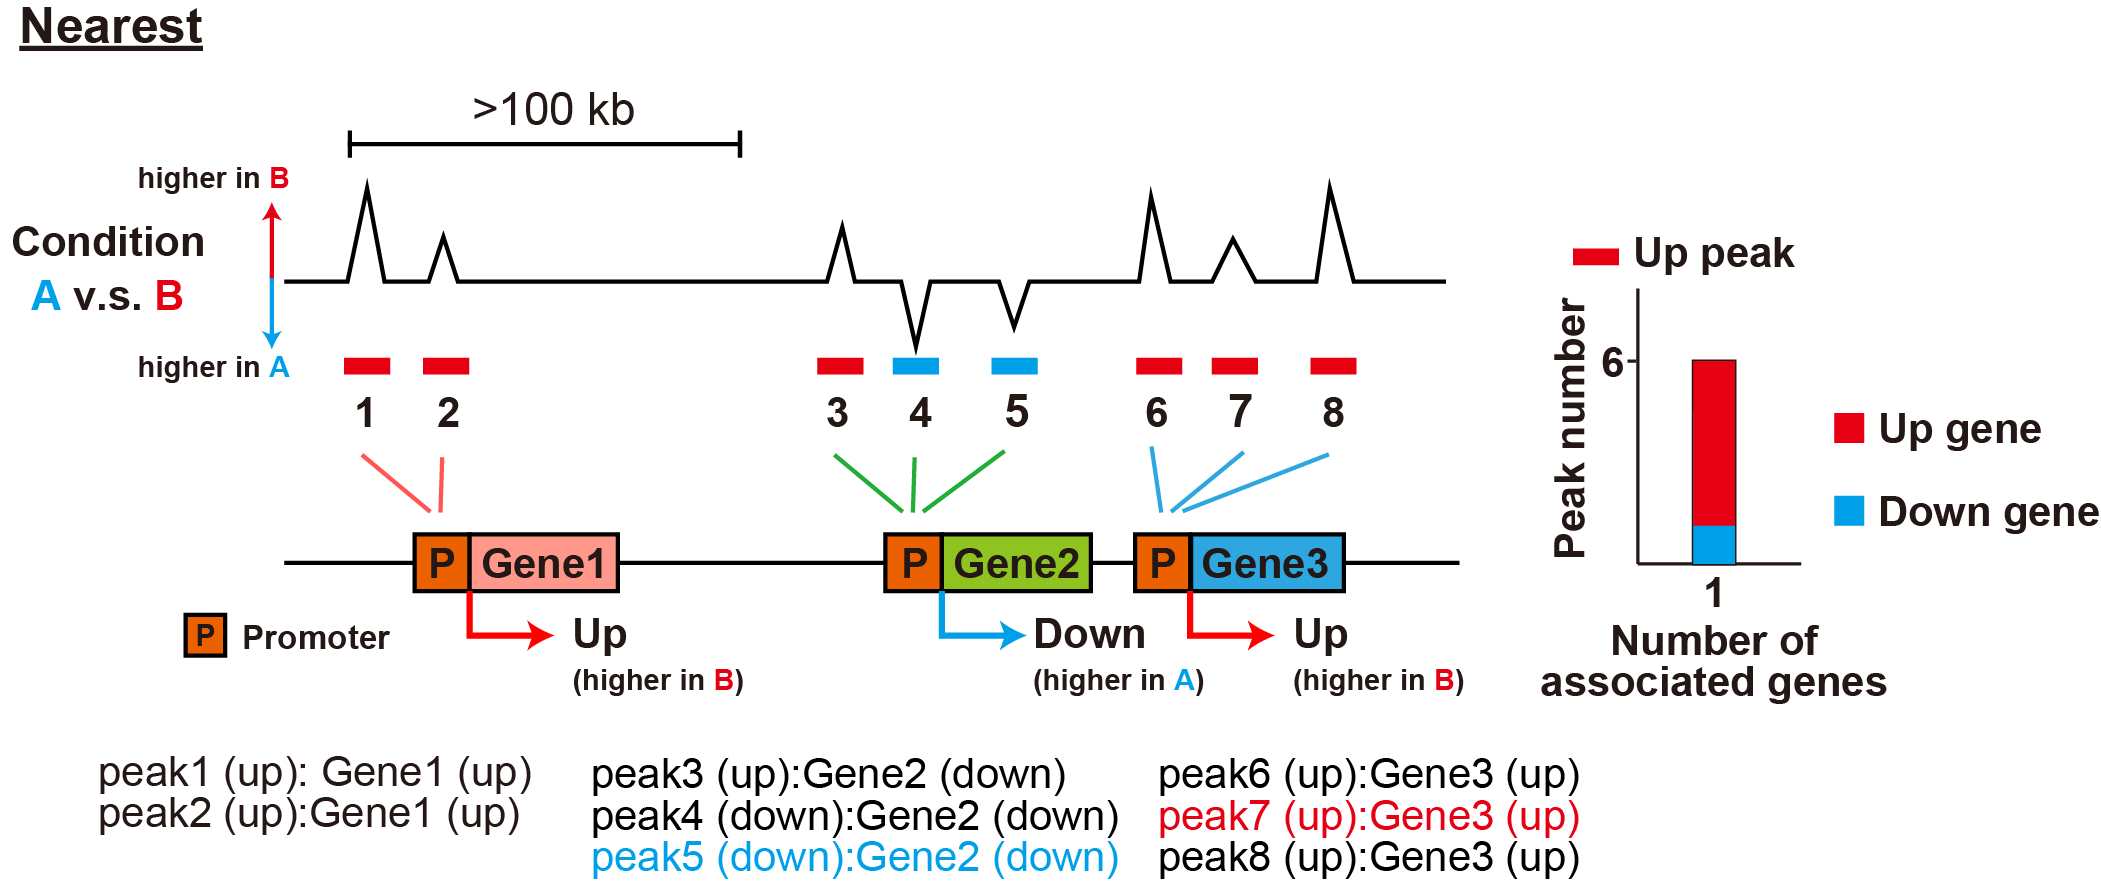 Nearest
>100 kb
higher in B
Condition
A v.s. B
higher in A
1 2 3 4 5 6 7 8
P Gene1 P Gene2 P Gene3
P Promoter
Up
(higher in B)
Down
(higher in A)
Up
(higher in B)
Up peak
Peak number
6
1
Number of
associated genes
Up gene
Down gene
peak1 (up): Gene1 (up)
peak2 (up):Gene1 (up)
peak3 (up):Gene2 (down)
peak4 (down):Gene2 (down)
peak5 (down):Gene2 (down)
peak6 (up):Gene3 (up)
peak7 (up):Gene3 (up)
peak8 (up):Gene3 (up)